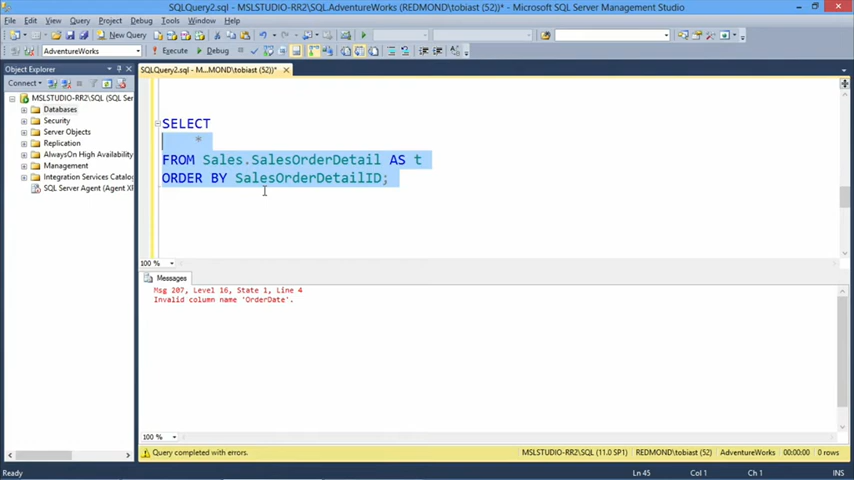 SQLQuery2.sql - MSLSTUDIO-RR2\SQL.AdventureWorks (REDMOND\tobiast (52))* - Microsoft SQL Server Management Studio
File Edit View Query Project Debug Tools Window Help
New Query
AdventureWorks Execute Debug
Object Explorer
SQLQuery2.sql - M...MOND\tobiast (52))*
Connect
MSLSTUDIO-RR2\SQL (SQL Ser
Databases
Security
Server Objects
Replication
AlwaysOn High Availability
Management
Integration Services Catalo
SQL Server Agent (Agent XP
SELECT
*
FROM Sales.SalesOrderDetail AS t
ORDER BY SalesOrderDetailID;
100 %
Messages
Msg 207, Level 16, State 1, Line 4
Invalid column name 'OrderDate'.
100 %
Query completed with errors.
MSLSTUDIO-RR2\SQL (11.0 SP1) REDMOND\tobiast (52) AdventureWorks 00:00:00 0 rows
Ready Ln 45 Col 1 Ch 1 INS